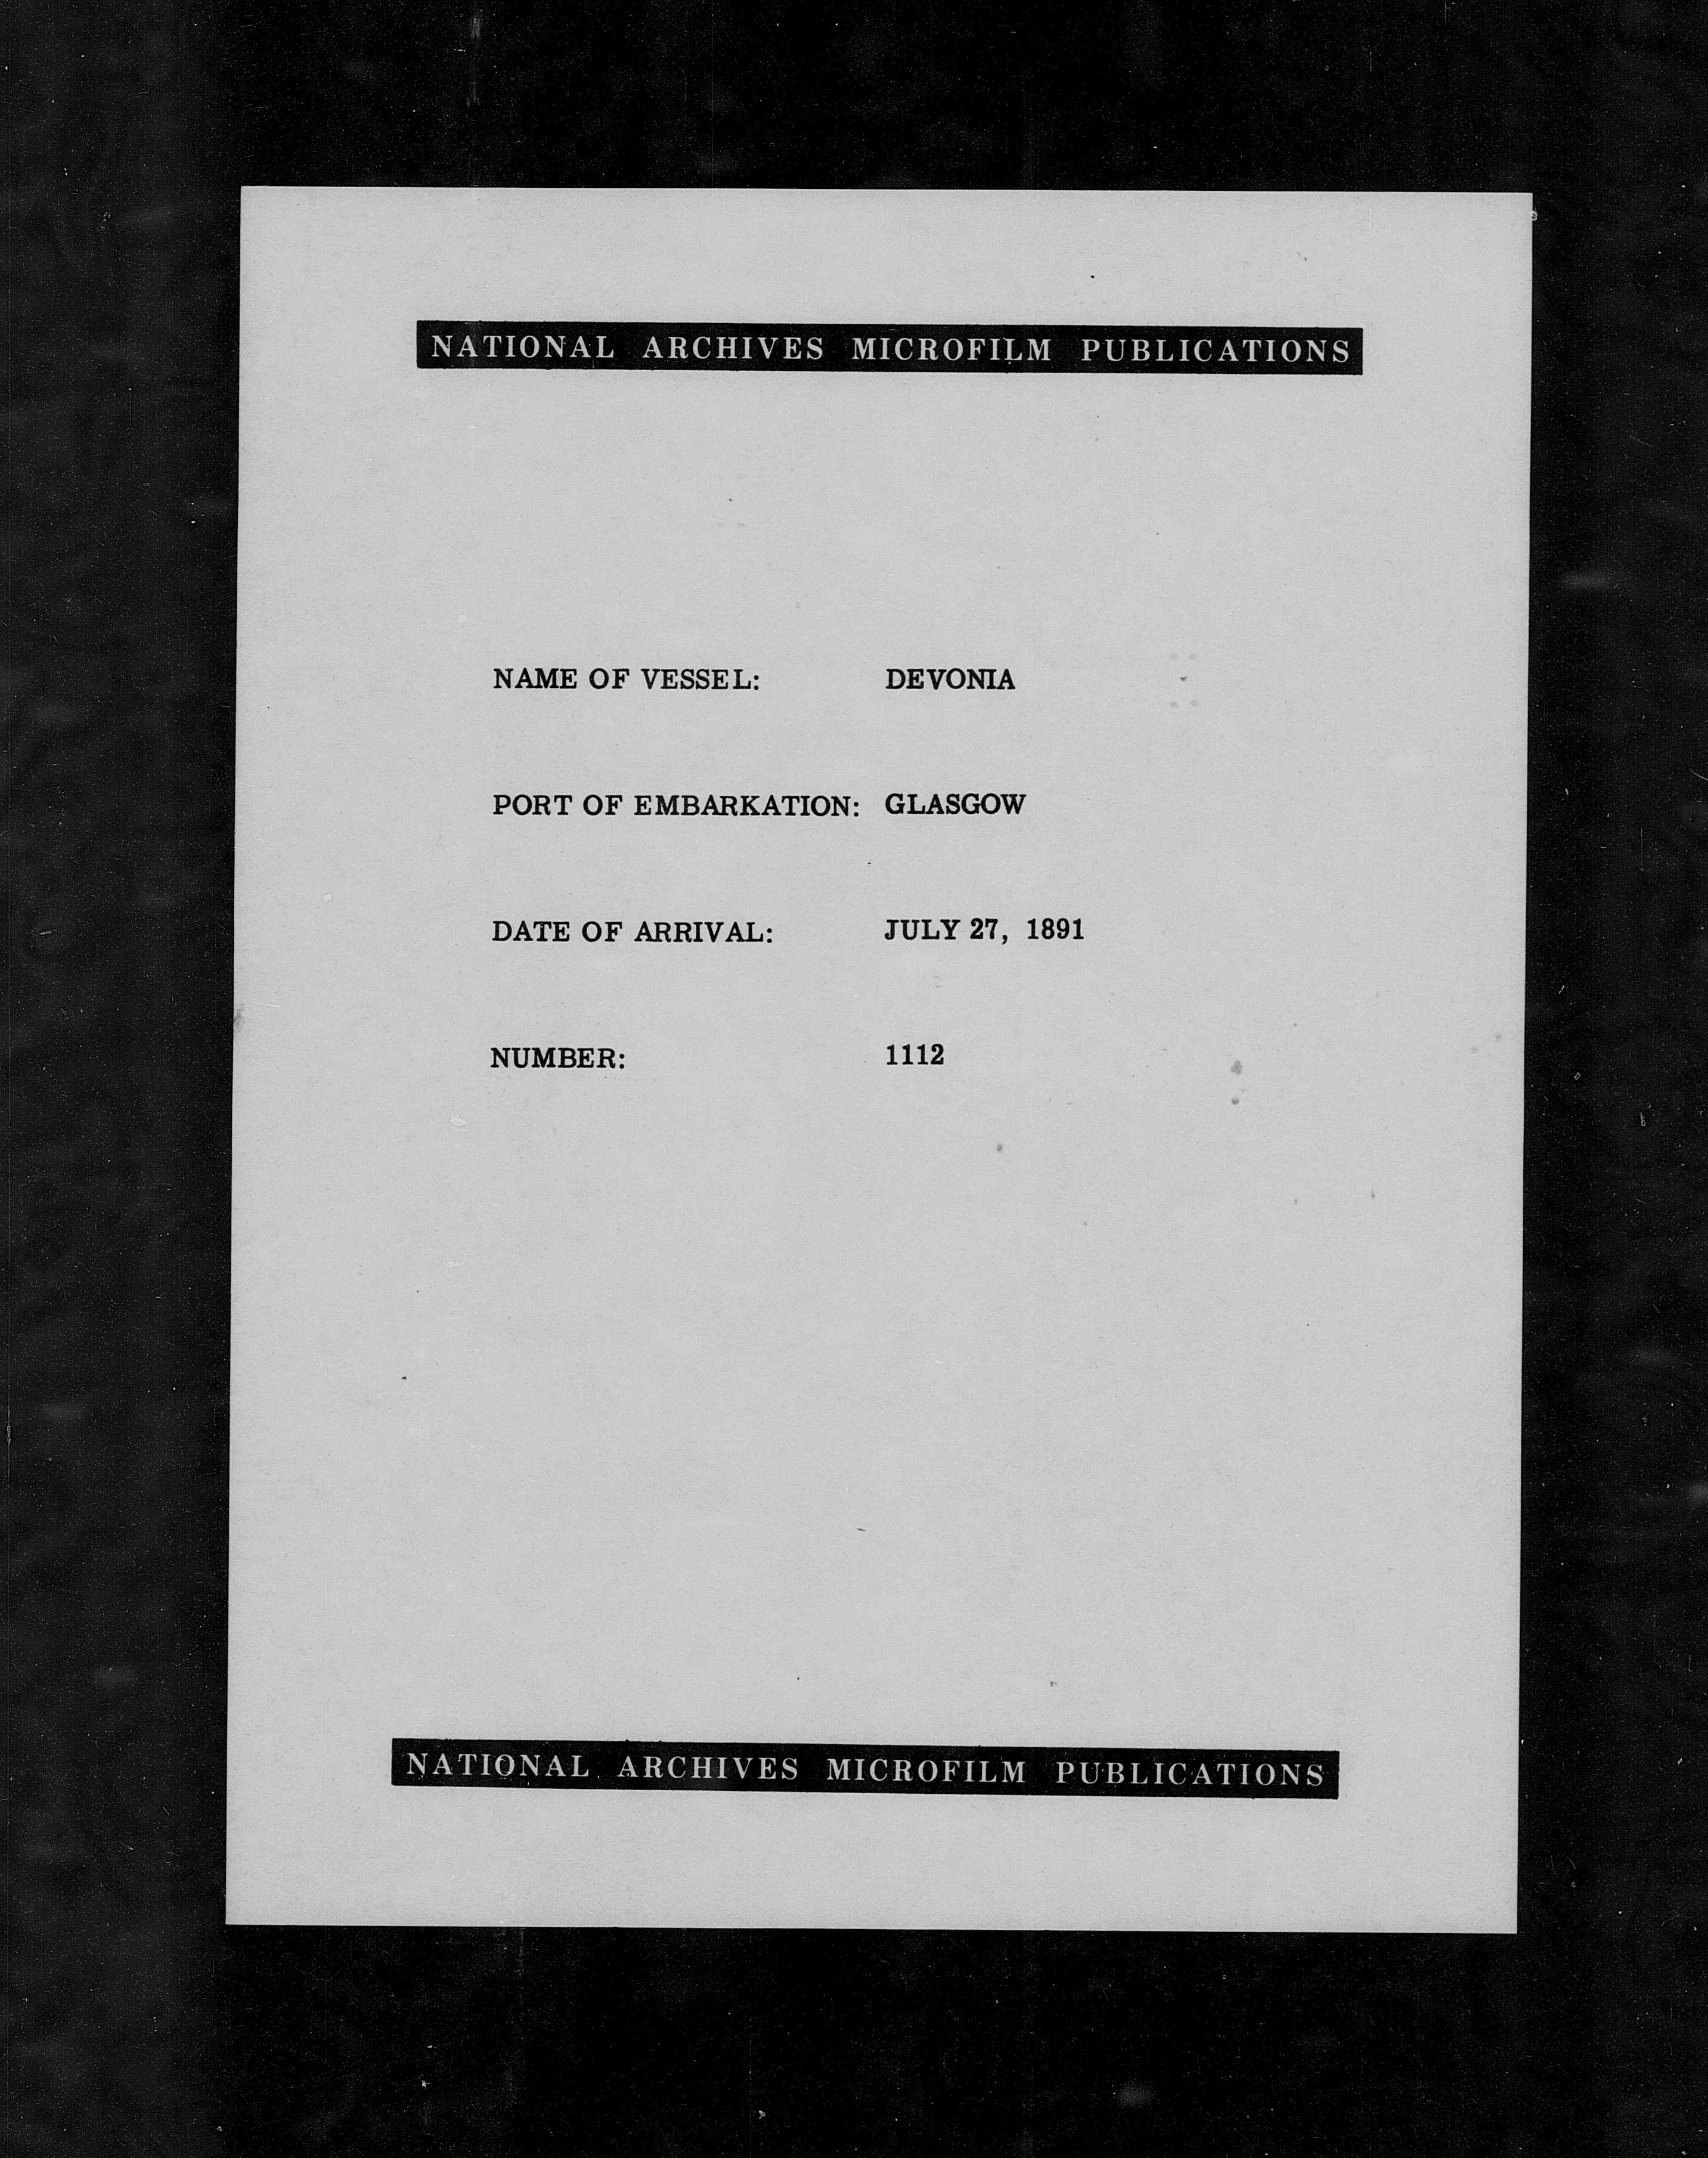 NATIONAL ARCHIVES MICROFILM PUBLICATIONS
NAME OF VESSEL: DEVONIA
PORT OF EMBARKATION: GLASGOW
DATE OF ARRIVAL: JULY 27, 1891
NUMBER: 1112
NATIONAL ARCHIVES MICROFILM PUBLICATIONS